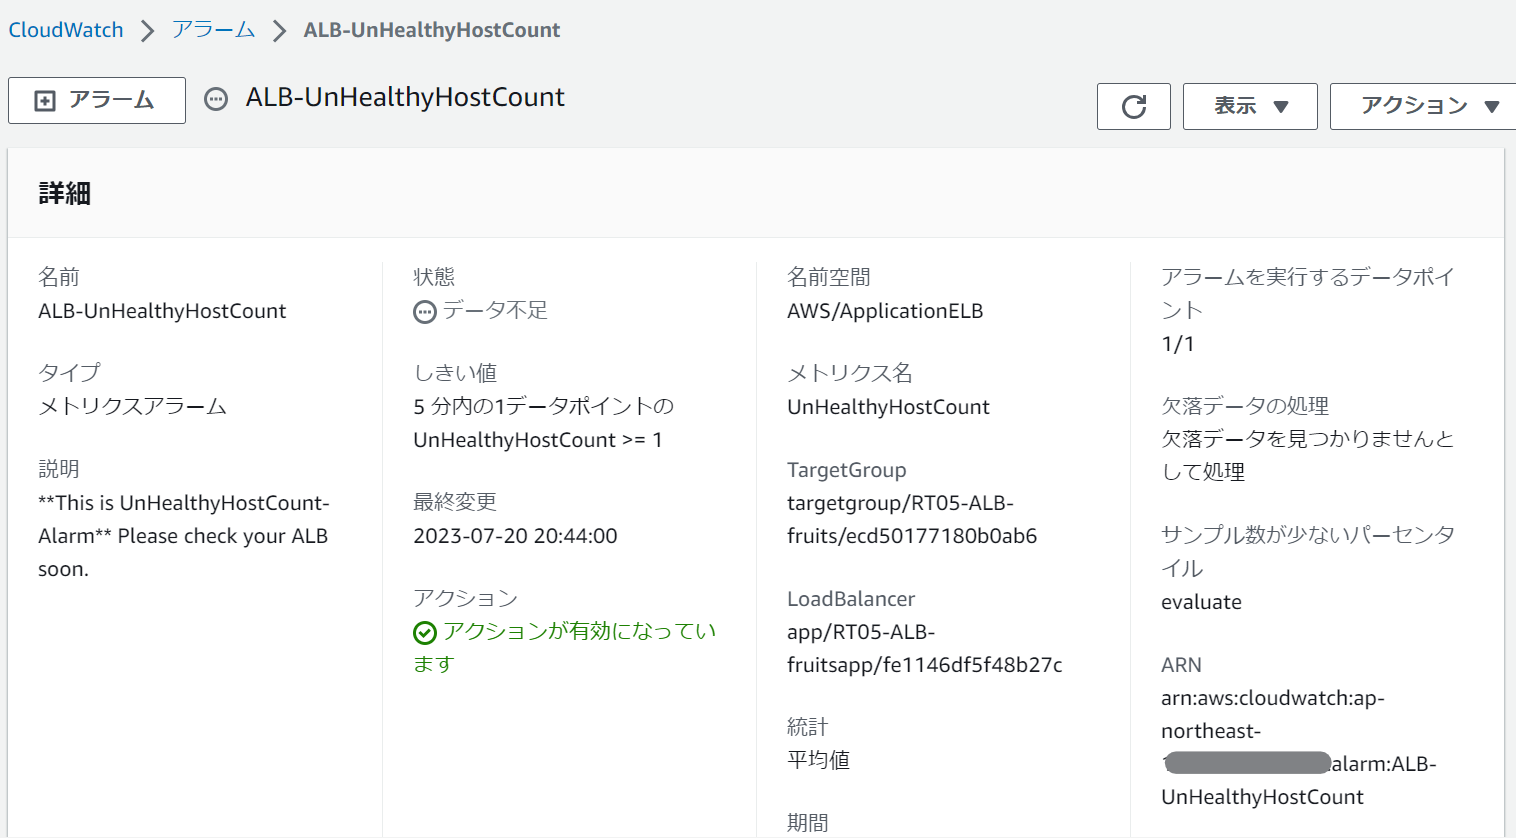 CloudWatch > アラーム > ALB-UnHealthyHostCount
アラーム
ALB-UnHealthyHostCount
表示 ▼
アクション ▼
詳細
名前
ALB-UnHealthyHostCount
タイプ
メトリクスアラーム
説明
**This is UnHealthyHostCount-
Alarm** Please check your ALB
soon.
状態
データ不足
しきい値
5 分内の1データポイントの
UnHealthyHostCount >= 1
最終変更
2023-07-20 20:44:00
アクション
アクションが有効になってい
ます
名前空間
AWS/ApplicationELB
メトリクス名
UnHealthyHostCount
TargetGroup
targetgroup/RT05-ALB-
fruits/ecd50177180b0ab6
LoadBalancer
app/RT05-ALB-
fruitsapp/fe1146df5f48b27c
統計
平均値
期間
アラームを実行するデータポイ
ント
1/1
欠落データの処理
欠落データを見つかりませんと
して処理
サンプル数が少ないパーセンタ
イル
evaluate
ARN
arn:aws:cloudwatch:ap-
northeast-
alarm:ALB-
UnHealthyHostCount